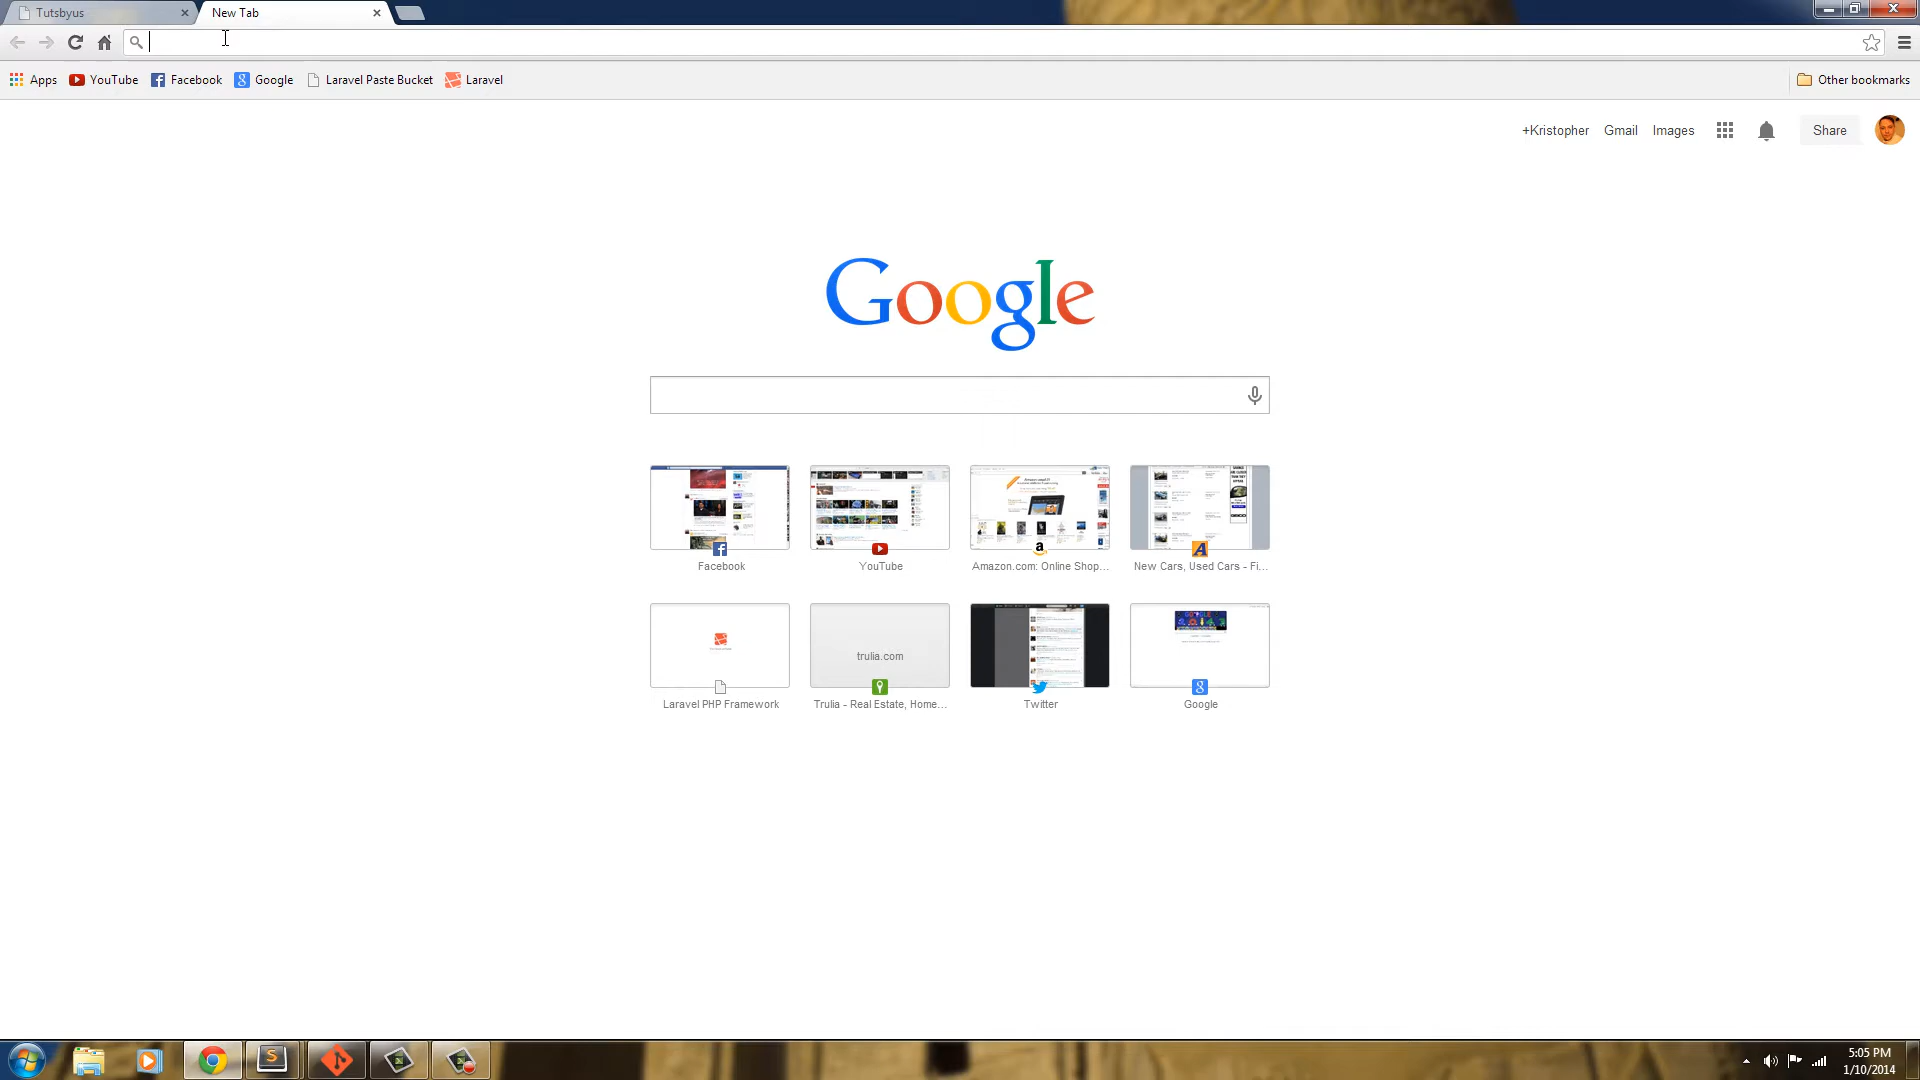 Tutsbyus
New Tab
Apps
YouTube
Facebook
Google
Laravel Paste Bucket
Laravel
Other bookmarks
+Kristopher
Gmail
Images
Share
Google
Facebook
YouTube
Amazon.com: Online Shop...
New Cars, Used Cars - Fi...
trulia.com
Laravel PHP Framework
Trulia - Real Estate, Home...
Twitter
Google
5:05 PM
1/10/2014